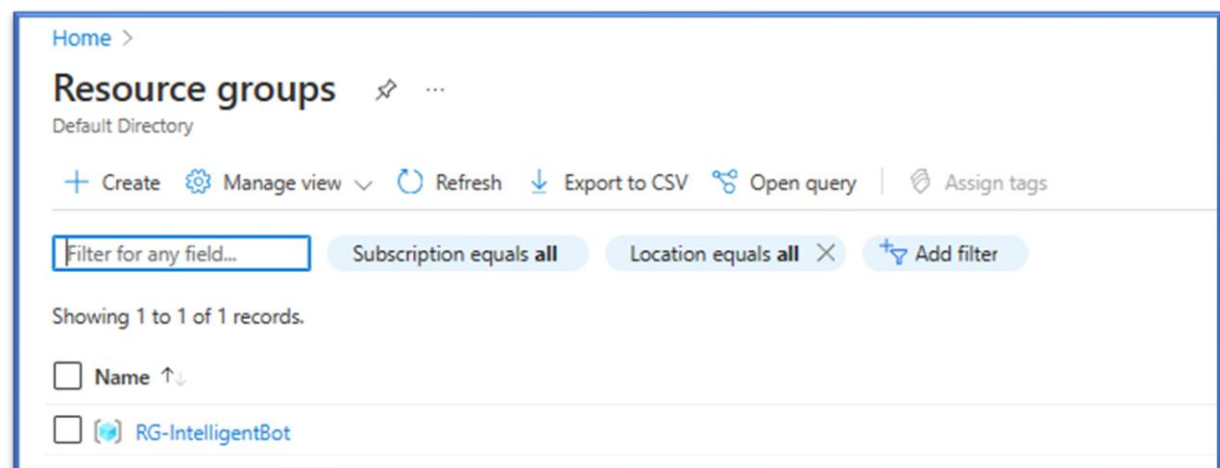 Home >
Resource groups ...
Default Directory
+ Create Manage view Refresh Export to CSV Open query Assign tags
Filter for any field... Subscription equals all Location equals all × Add filter
Showing 1 to 1 of 1 records.
Name ↑↓
RG-IntelligentBot